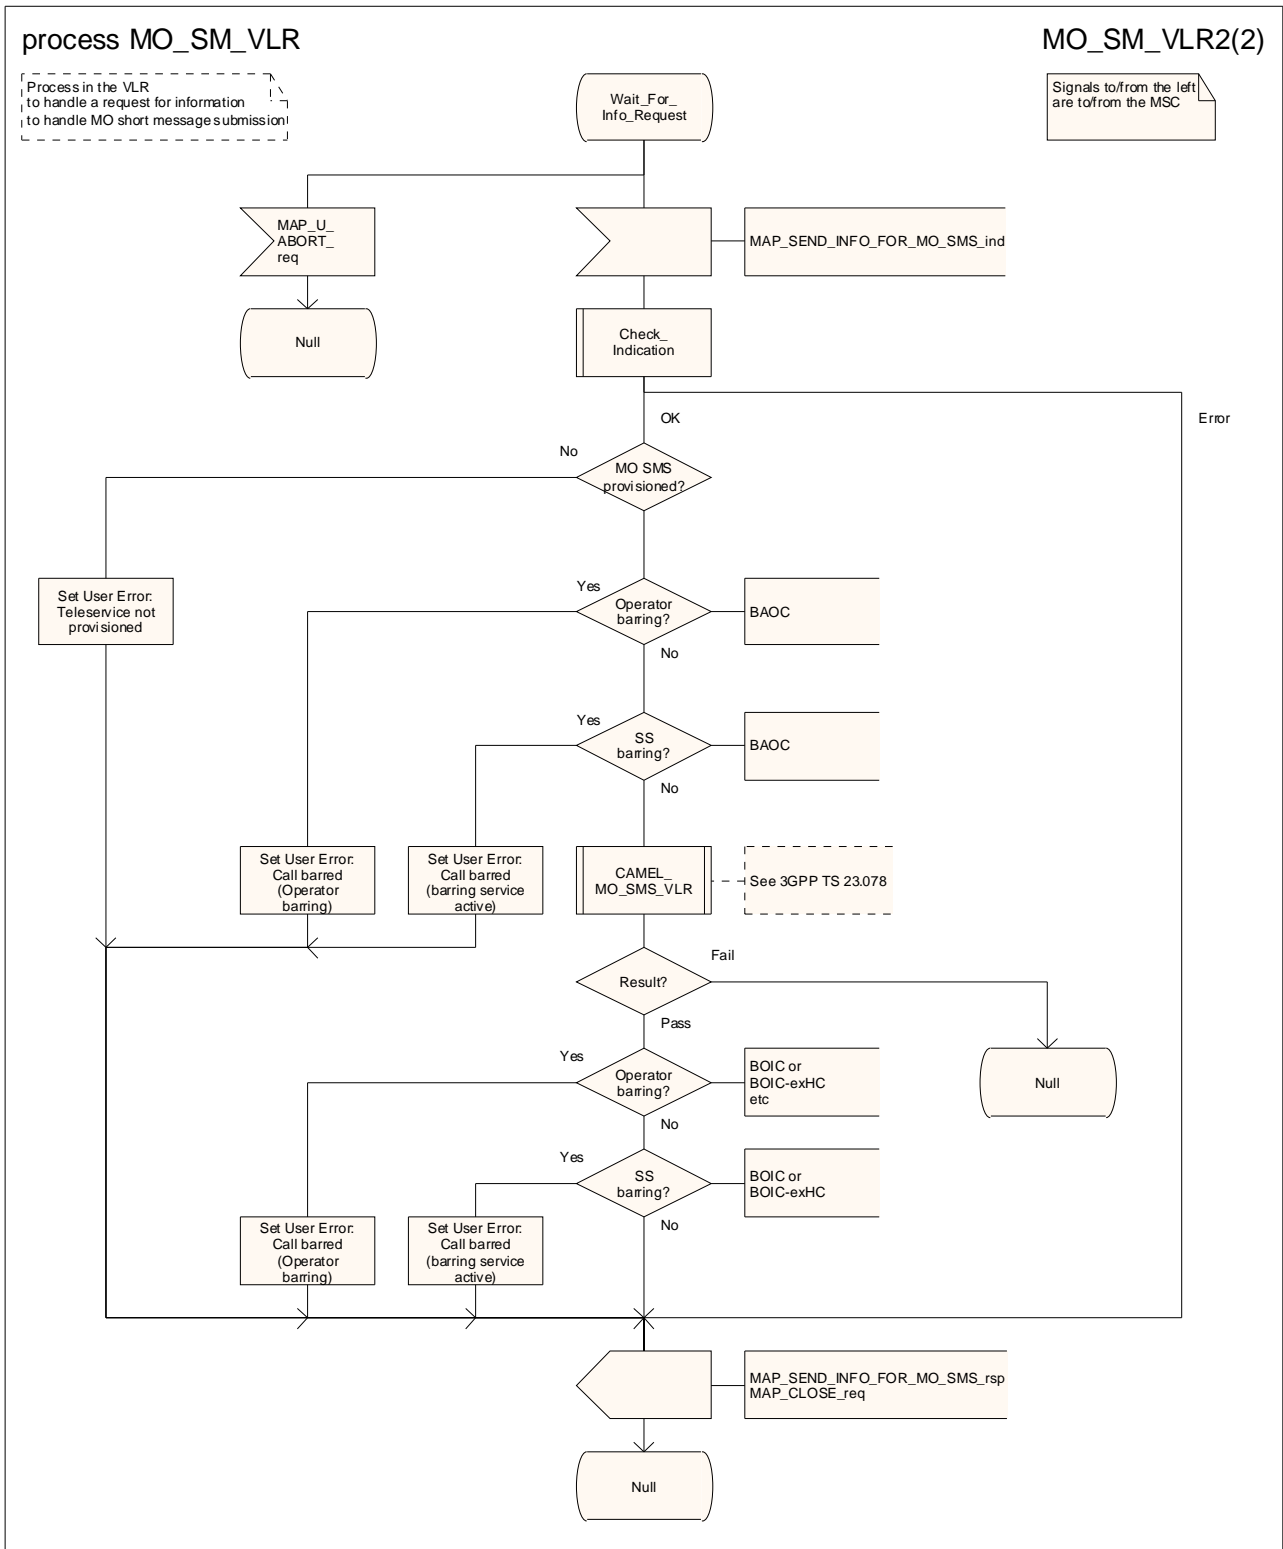 process MO_SM_VLR
MO_SM_VLR2(2)
Process in the VLR
to handle a request for information
to handle MO short message submission
Wait_For_
Info_Request
Signals to/from the left
are to/from the MSC
MAP_U_
ABORT_
req
MAP_SEND_INFO_FOR_MO_SMS_ind
Null
Check_
Indication
OK
Error
No
MO SMS
provisioned?
Set User Error:
Teleservice not
provisioned
Yes
Operator
barring?
BAOC
No
Yes
SS
barring?
BAOC
No
Set User Error:
Call barred
(Operator
barring)
Set User Error:
Call barred
(barring service
active)
CAMEL_
MO_SMS_VLR
See 3GPP TS 23.078
Result?
Fail
Pass
Yes
Operator
barring?
BOIC or
BOIC-exHC
etc
Null
No
Yes
SS
barring?
BOIC or
BOIC-exHC
No
Set User Error:
Call barred
(Operator
barring)
Set User Error:
Call barred
(barring service
active)
MAP_SEND_INFO_FOR_MO_SMS_rsp
MAP_CLOSE_req
Null